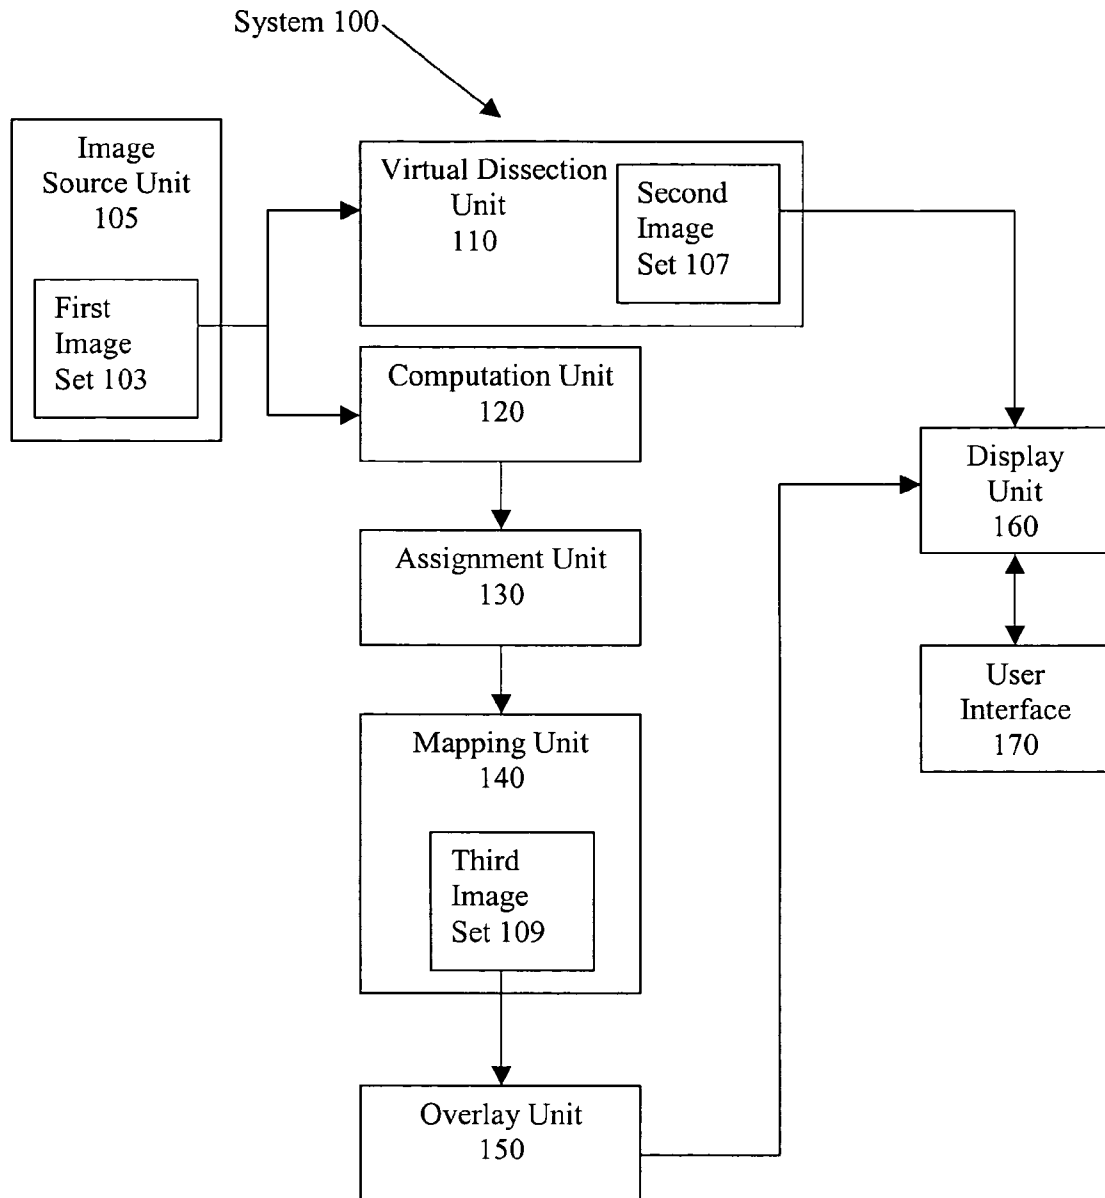 System 100
Image
Source Unit
105
First
Image
Set 103
Virtual Dissection
Unit
110
Second
Image
Set 107
Computation Unit
120
Assignment Unit
130
Mapping Unit
140
Third
Image
Set 109
Overlay Unit
150
Display
Unit
160
User
Interface
170